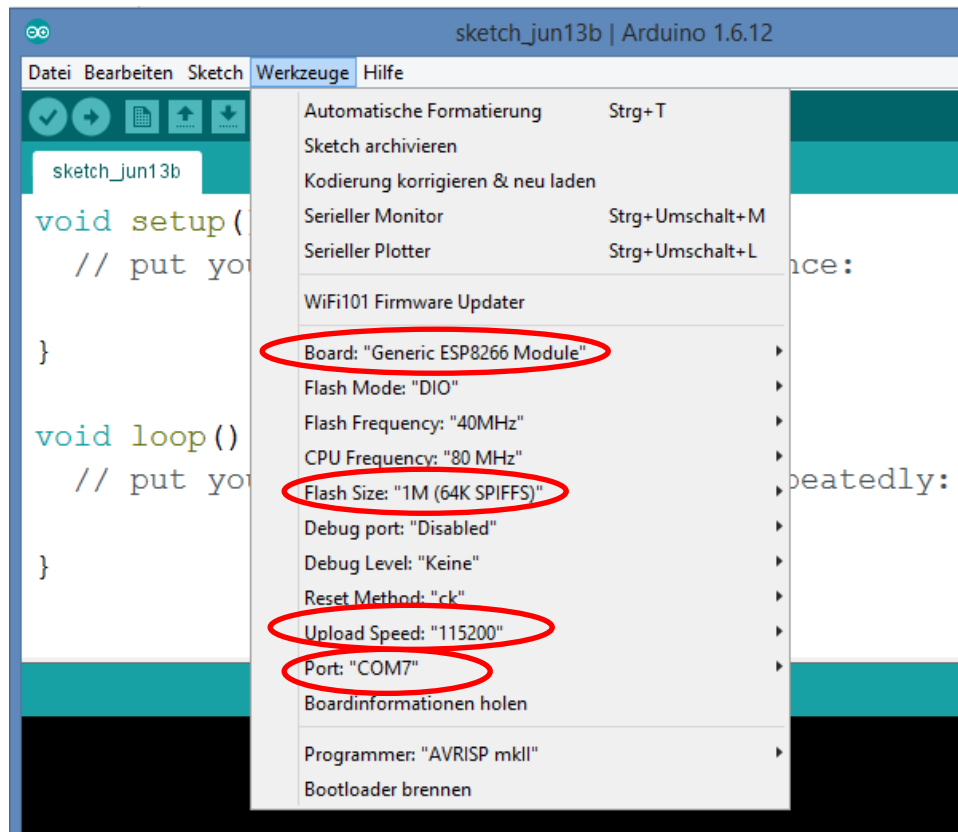 sketch_jun13b | Arduino 1.6.12
Datei Bearbeiten Sketch Werkzeuge Hilfe
sketch_jun13b
Automatische Formatierung Strg+T
Sketch archivieren
Kodierung korrigieren & neu laden
Serieller Monitor Strg+Umschalt+M
Serieller Plotter Strg+Umschalt+L
WiFi101 Firmware Updater
Board: "Generic ESP8266 Module"
Flash Mode: "DIO"
Flash Frequency: "40MHz"
CPU Frequency: "80 MHz"
Flash Size: "1M (64K SPIFFS)"
Debug port: "Disabled"
Debug Level: "Keine"
Reset Method: "ck"
Upload Speed: "115200"
Port: "COM7"
Boardinformationen holen
Programmer: "AVRISP mkII"
Bootloader brennen
void setup(
// put you nce:
}
void loop()
// put you peatedly:
}